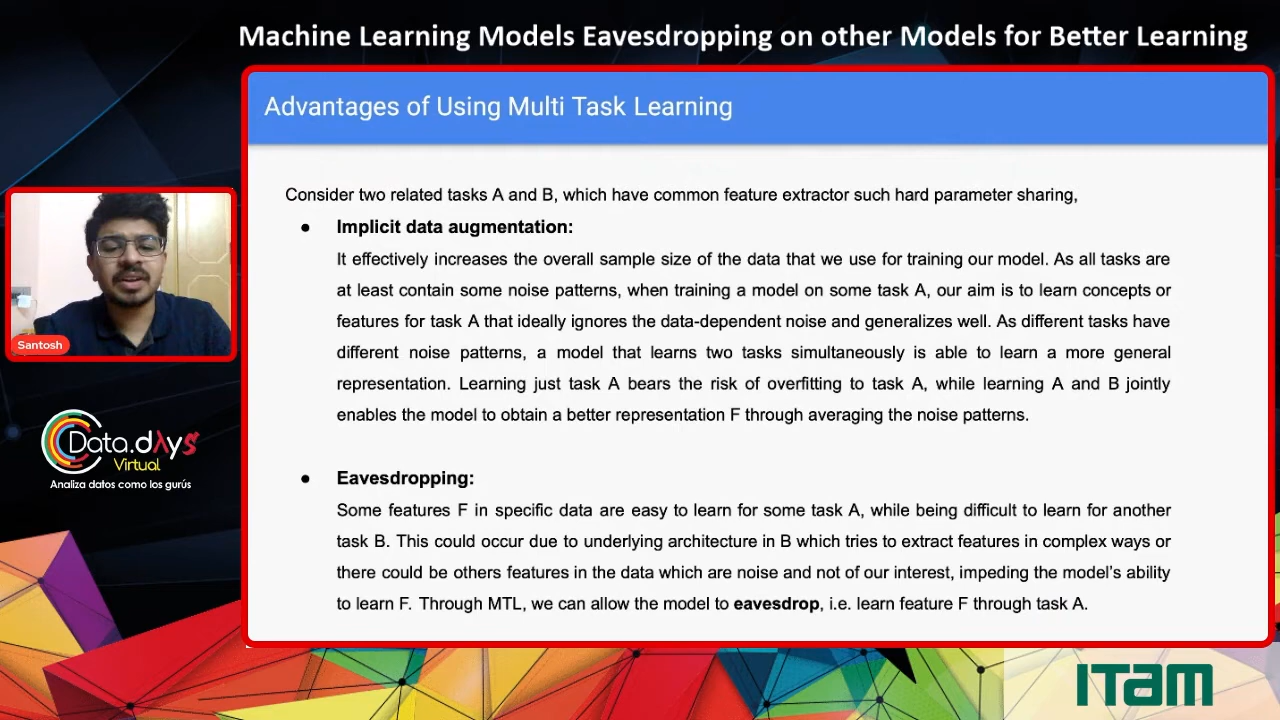 Machine Learning Models Eavesdropping on other Models for Better Learning
Advantages of Using Multi Task Learning
Consider two related tasks A and B, which have common feature extractor such hard parameter sharing,
● Implicit data augmentation:
It effectively increases the overall sample size of the data that we use for training our model. As all tasks are
at least contain some noise patterns, when training a model on some task A, our aim is to learn concepts or
features for task A that ideally ignores the data-dependent noise and generalizes well. As different tasks have
different noise patterns, a model that learns two tasks simultaneously is able to learn a more general
representation. Learning just task A bears the risk of overfitting to task A, while learning A and B jointly
enables the model to obtain a better representation F through averaging the noise patterns.
● Eavesdropping:
Some features F in specific data are easy to learn for some task A, while being difficult to learn for another
task B. This could occur due to underlying architecture in B which tries to extract features in complex ways or
there could be others features in the data which are noise and not of our interest, impeding the model's ability
to learn F. Through MTL, we can allow the model to eavesdrop, i.e. learn feature F through task A.
Santosh
Data.dAys
Virtual
Analiza datos como los gurús
ITAM